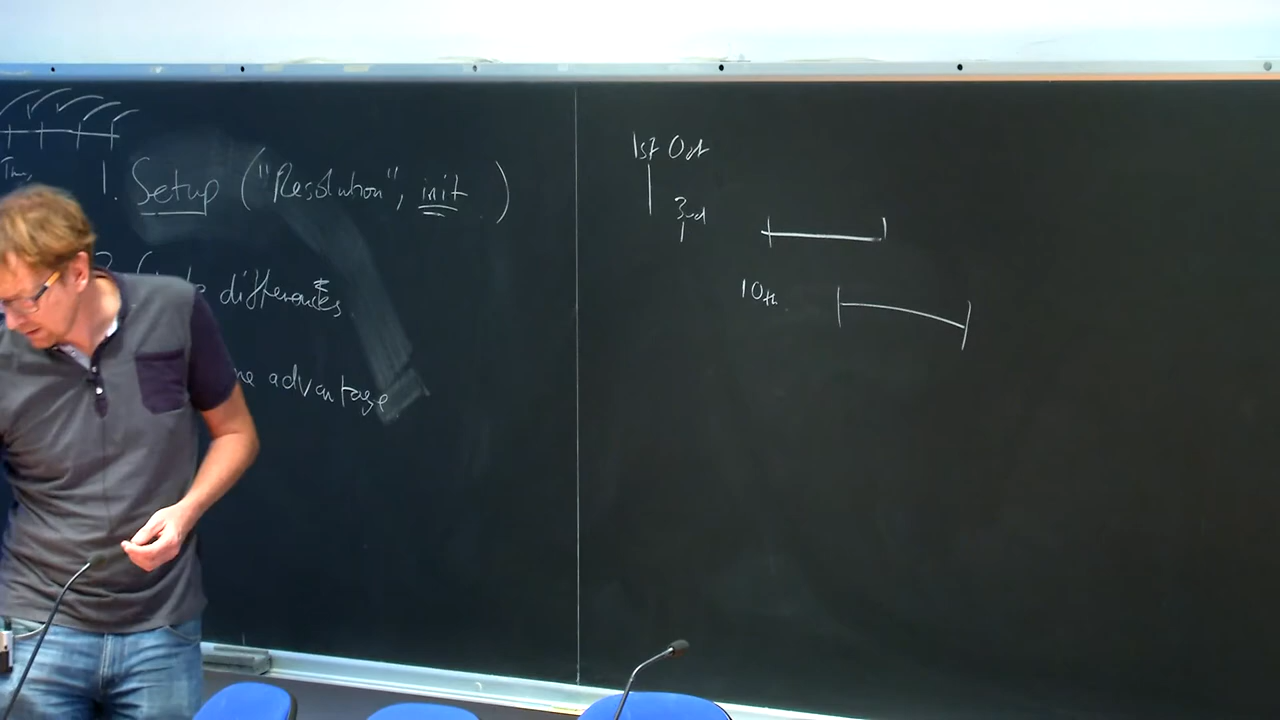 1. Setup ("Resolution", init )
differences
advantage
1st Oct
3rd
10th